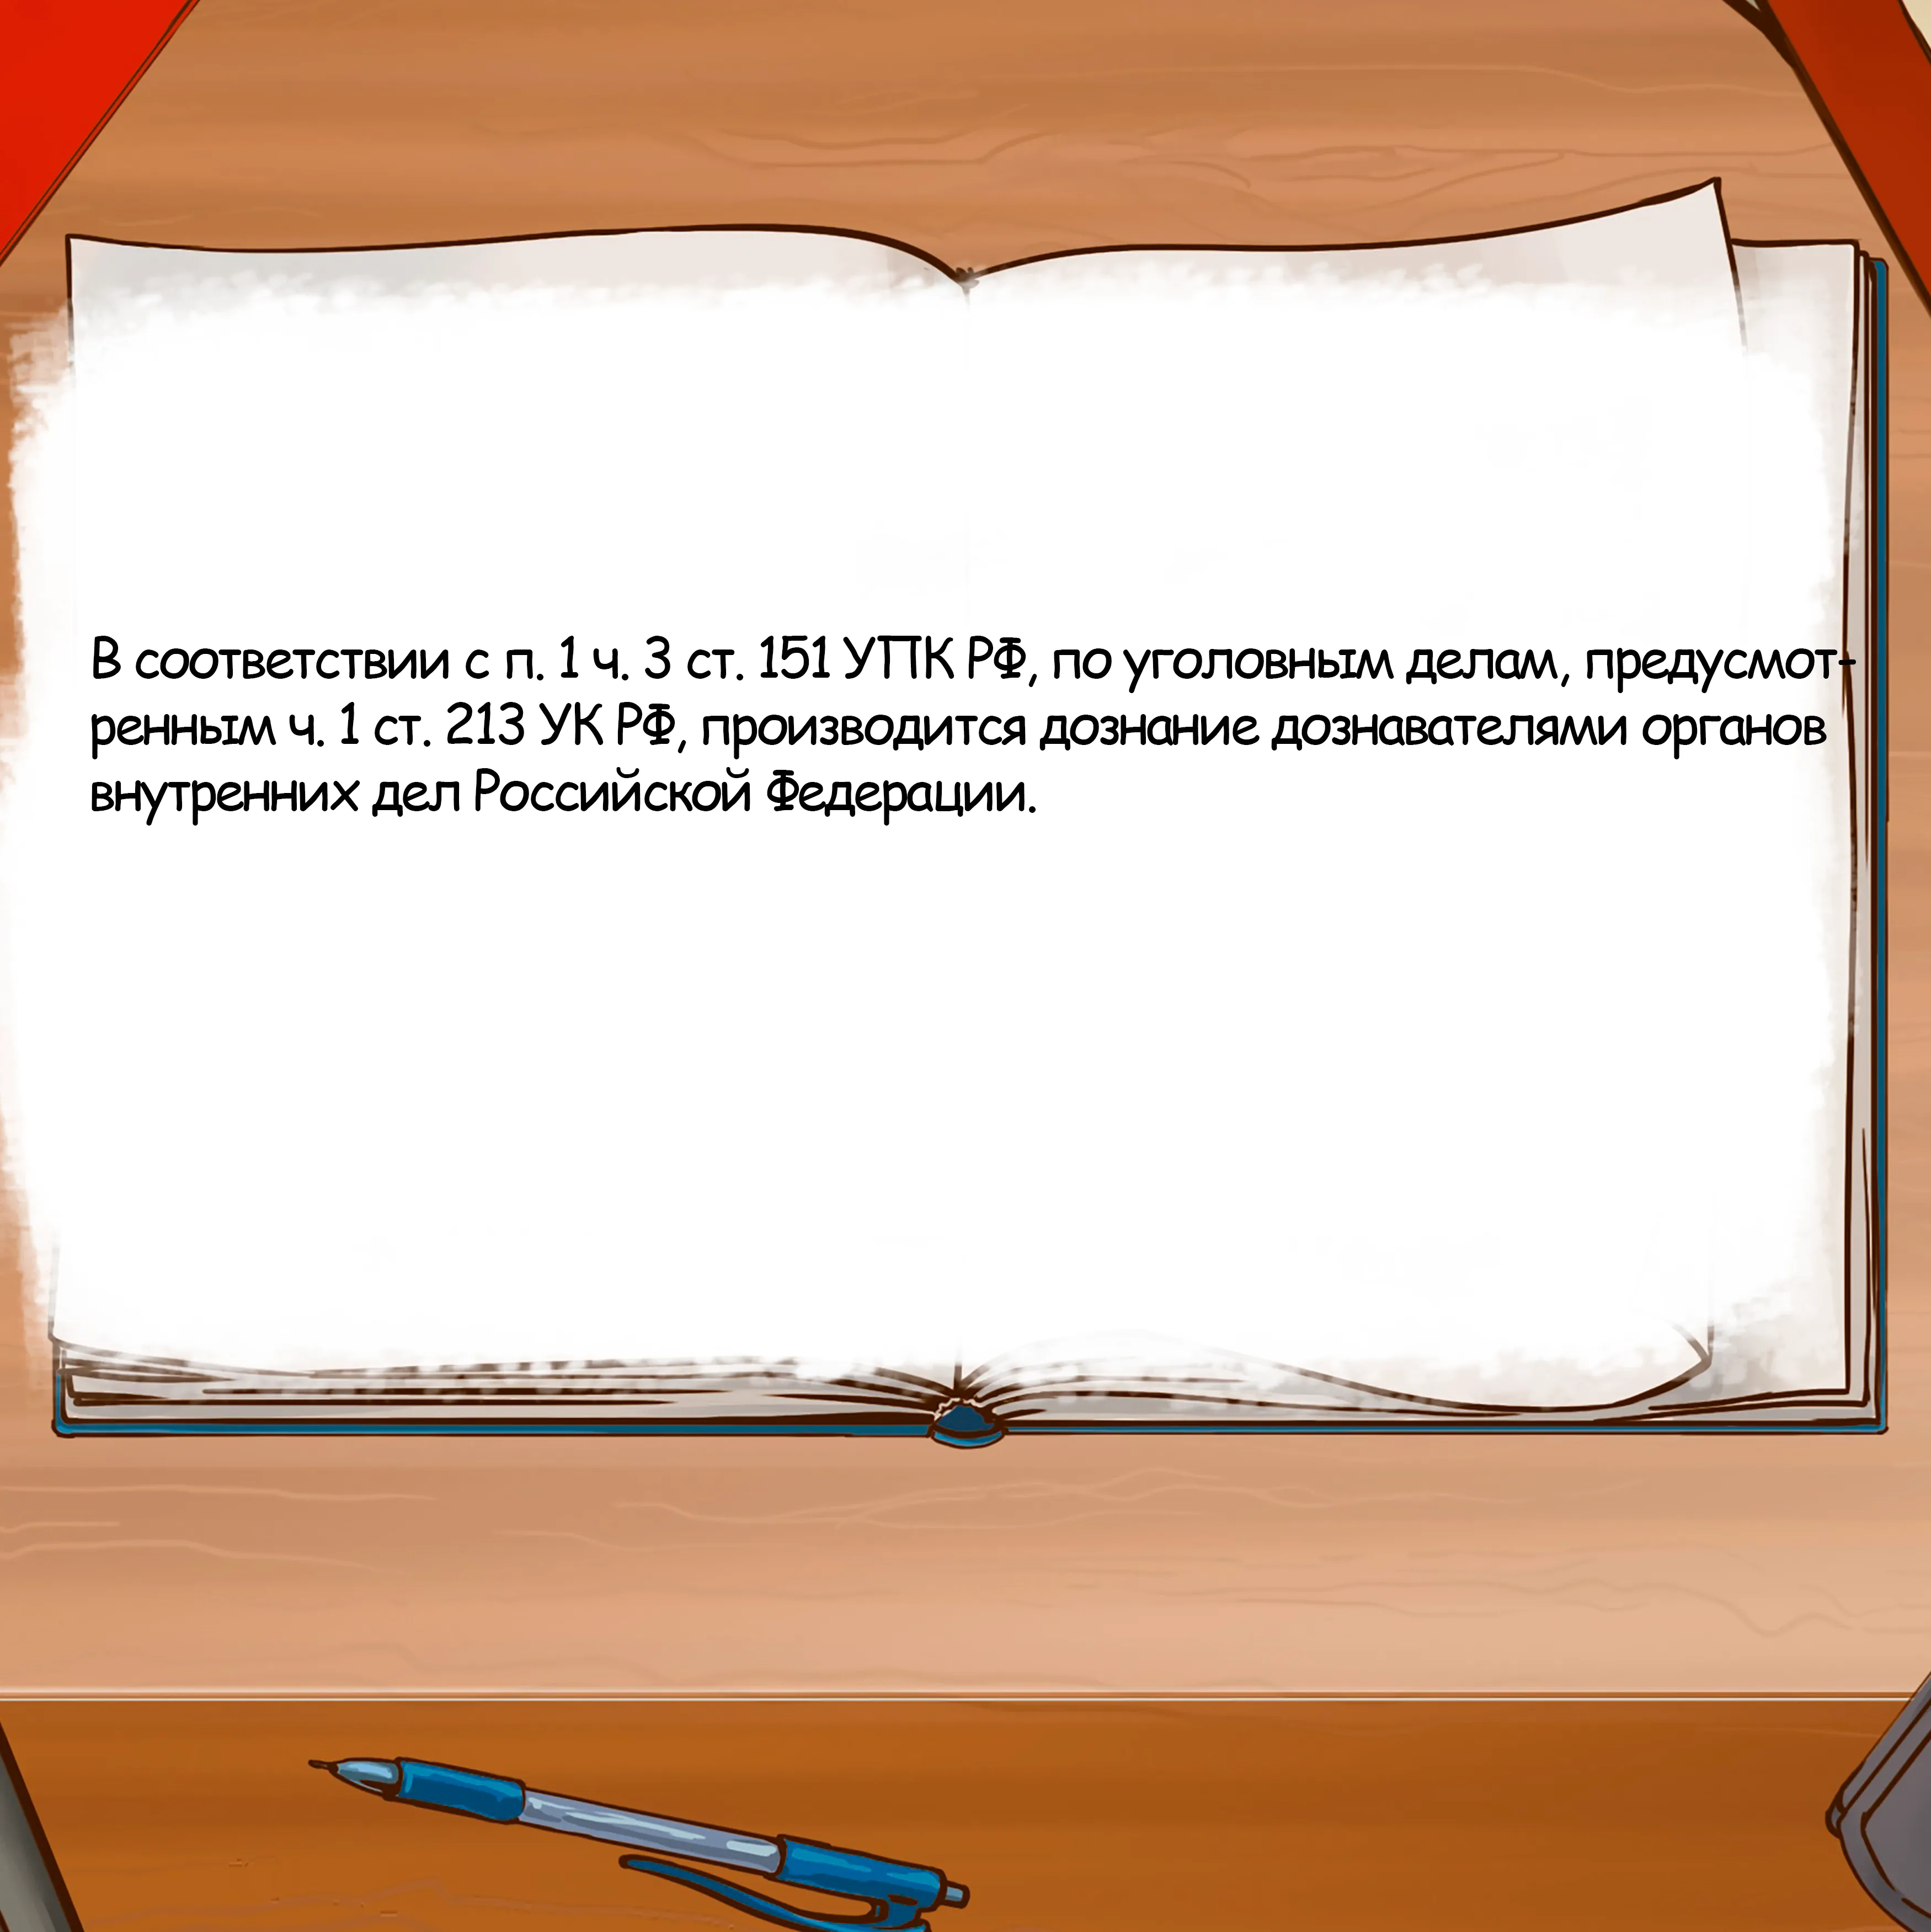 В соответствии с п. 1 ч. 3 ст. 151 УПК РФ, по уголовным делам, предусмот-
ренным ч. 1 ст. 213 УК РФ, производится дознание дознавателями органов
внутренних дел Российской Федерации.